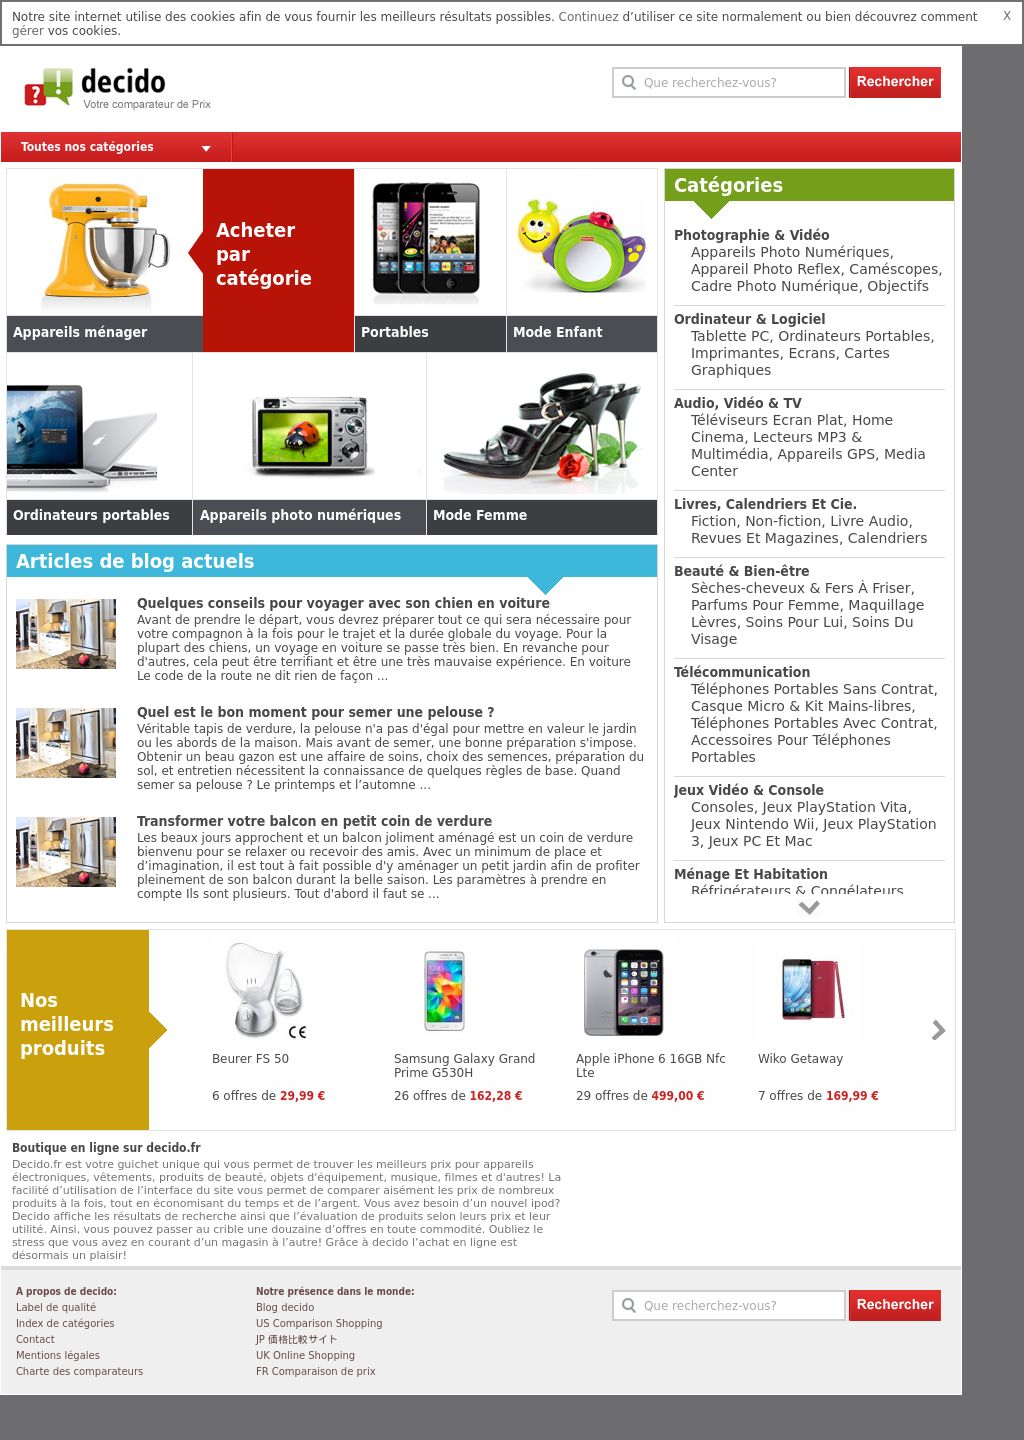 Notre site internet utilise des cookies afin de vous fournir les meilleurs résultats possibles. Continuez d’utiliser ce site normalement ou bien découvrez comment
gérer vos cookies.
X
decido
Votre comparateur de Prix
Que recherchez-vous?
Rechercher
Toutes nos catégories
Acheter
par
catégorie
Appareils ménager
Portables
Mode Enfant
Ordinateurs portables
Appareils photo numériques
Mode Femme
Articles de blog actuels
Quelques conseils pour voyager avec son chien en voiture
Avant de prendre le départ, vous devrez préparer tout ce qui sera nécessaire pour
votre compagnon à la fois pour le trajet et la durée globale du voyage. Pour la
plupart des chiens, un voyage en voiture se passe très bien. En revanche pour
d'autres, cela peut être terrifiant et être une très mauvaise expérience. En voiture
Le code de la route ne dit rien de façon ...
Quel est le bon moment pour semer une pelouse ?
Véritable tapis de verdure, la pelouse n'a pas d'égal pour mettre en valeur le jardin
ou les abords de la maison. Mais avant de semer, une bonne préparation s'impose.
Obtenir un beau gazon est une affaire de soins, choix des semences, préparation du
sol, et entretien nécessitent la connaissance de quelques règles de base. Quand
semer sa pelouse ? Le printemps et l’automne ...
Transformer votre balcon en petit coin de verdure
Les beaux jours approchent et un balcon joliment aménagé est un coin de verdure
bienvenu pour se relaxer ou recevoir des amis. Avec un minimum de place et
d’imagination, il est tout à fait possible d'y aménager un petit jardin afin de profiter
pleinement de son balcon durant la belle saison. Les paramètres à prendre en
compte Ils sont plusieurs. Tout d'abord il faut se ...
Catégories
Photographie & Vidéo
Appareils Photo Numériques,
Appareil Photo Reflex, Caméscopes,
Cadre Photo Numérique, Objectifs
Ordinateur & Logiciel
Tablette PC, Ordinateurs Portables,
Imprimantes, Ecrans, Cartes
Graphiques
Audio, Vidéo & TV
Téléviseurs Ecran Plat, Home
Cinema, Lecteurs MP3 &
Multimédia, Appareils GPS, Media
Center
Livres, Calendriers Et Cie.
Fiction, Non-fiction, Livre Audio,
Revues Et Magazines, Calendriers
Beauté & Bien-être
Sèches-cheveux & Fers À Friser,
Parfums Pour Femme, Maquillage
Lèvres, Soins Pour Lui, Soins Du
Visage
Télécommunication
Téléphones Portables Sans Contrat,
Casque Micro & Kit Mains-libres,
Téléphones Portables Avec Contrat,
Accessoires Pour Téléphones
Portables
Jeux Vidéo & Console
Consoles, Jeux PlayStation Vita,
Jeux Nintendo Wii, Jeux PlayStation
3, Jeux PC Et Mac
Ménage Et Habitation
Réfrigérateurs & Congélateurs
Nos
meilleurs
produits
CE
Beurer FS 50
6 offres de 29,99 €
Samsung Galaxy Grand
Prime G530H
26 offres de 162,28 €
Apple iPhone 6 16GB Nfc
Lte
29 offres de 499,00 €
Wiko Getaway
7 offres de 169,99 €
Boutique en ligne sur decido.fr
Decido.fr est votre guichet unique qui vous permet de trouver les meilleurs prix pour appareils
électroniques, vêtements, produits de beauté, objets d'équipement, musique, filmes et d'autres! La
facilité d’utilisation de l’interface du site vous permet de comparer aisément les prix de nombreux
produits à la fois, tout en économisant du temps et de l’argent. Vous avez besoin d’un nouvel ipod?
Decido affiche les résultats de recherche ainsi que l’évaluation de produits selon leurs prix et leur
utilité. Ainsi, vous pouvez passer au crible une douzaine d’offres en toute commodité. Oubliez le
stress que vous avez en courant d’un magasin à l’autre! Grâce à decido l'achat en ligne est
désormais un plaisir!
A propos de decido:
Label de qualité
Index de catégories
Contact
Mentions légales
Charte des comparateurs
Notre présence dans le monde:
Blog decido
US Comparison Shopping
JP 価格比較サイト
UK Online Shopping
FR Comparaison de prix
Que recherchez-vous?
Rechercher